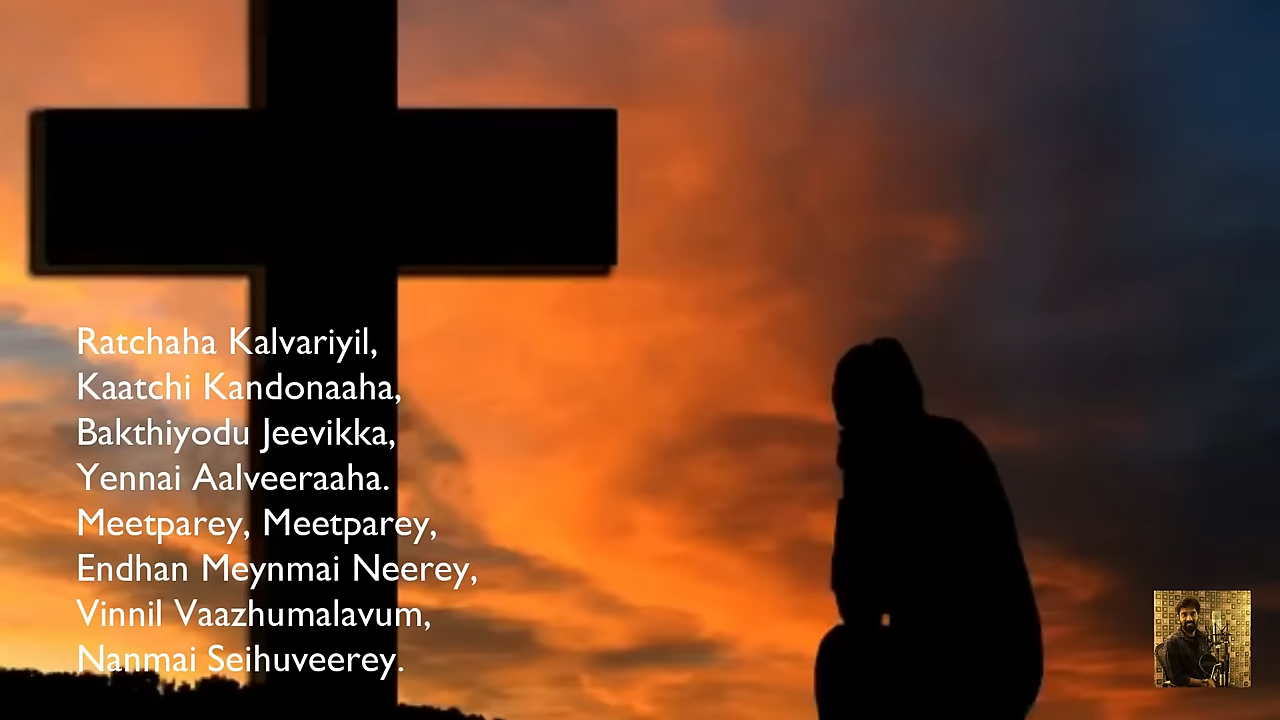 Ratchaha Kalvariyil,
Kaatchi Kandonaaha,
Bakthiyodu Jeevikka,
Yennai Aalveeraaha.
Meetparey, Meetparey,
Endhan Meynmai Neerey,
Vinnil Vaazhumalavum,
Nanmai Seihuveerey.